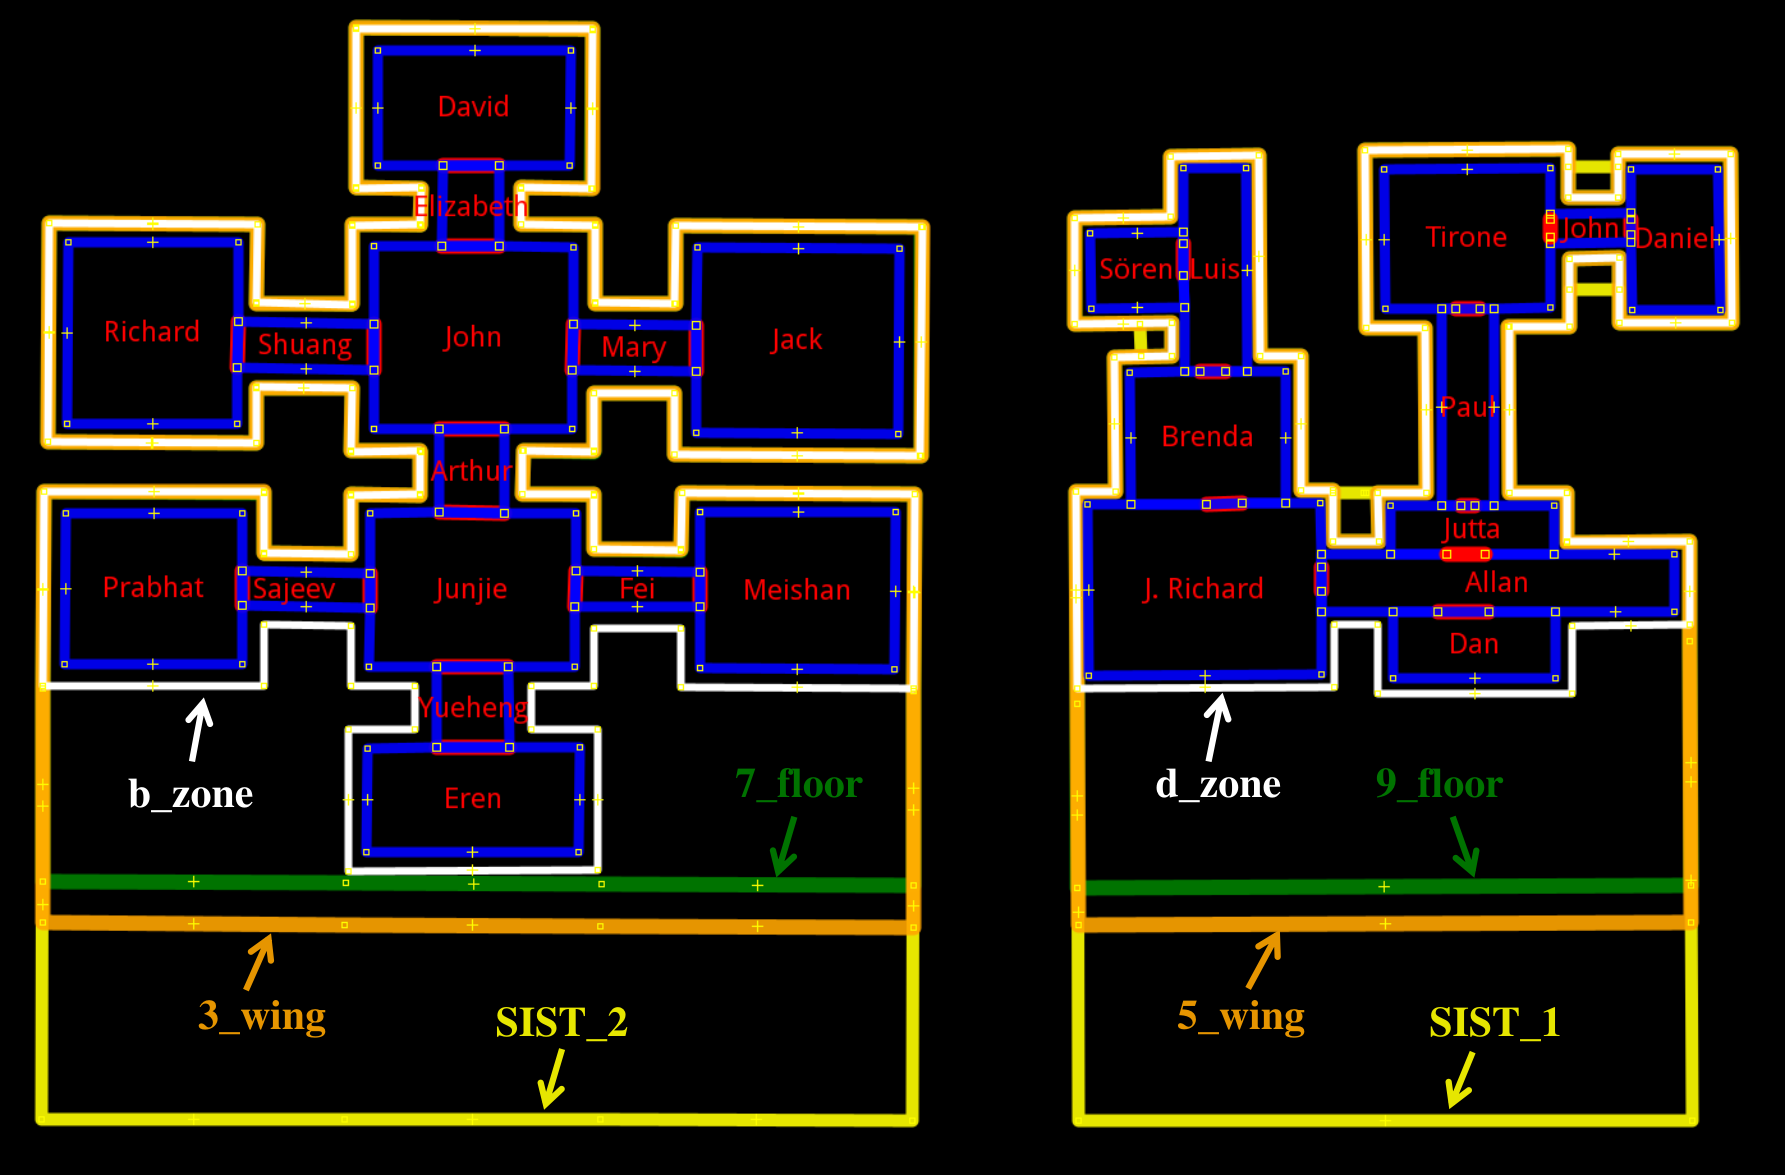 David
Elizabeth
Richard
Shuang
John
Mary
Jack
Arthur
Prabhat
Sajeev
Junjie
Fei
Meishan
Yueheng
Eren
b_zone
7_floor
3_wing
SIST_2
Tirone
John
Daniel
Sören
Luis
Paul
Brenda
Jutta
J. Richard
Allan
Dan
d_zone
9_floor
5_wing
SIST_1